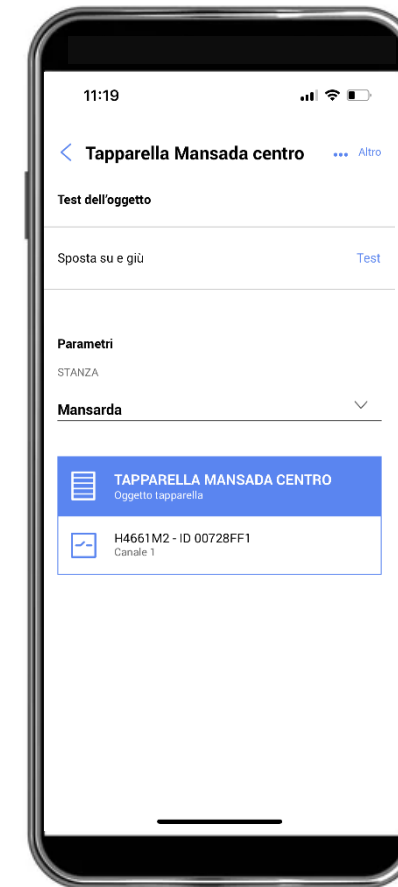 11:19
Tapparella Mansada centro ••• Altro
Test dell'oggetto
Sposta su e giù Test
Parametri
STANZA
Mansarda
TAPPARELLA MANSADA CENTRO
Oggetto tapparella
H4661M2 - ID 00728FF1
Canale 1